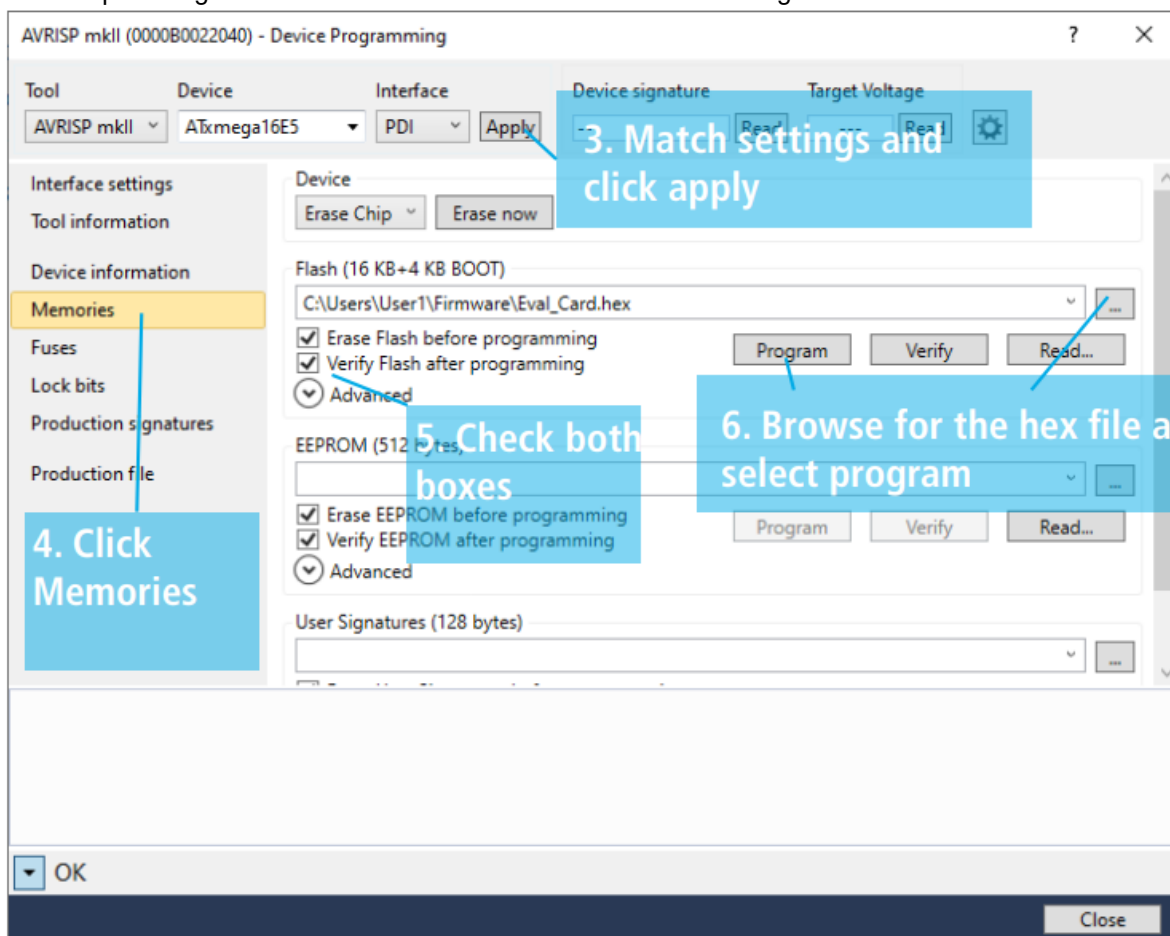 AVRISP mkII (0000B0022040) - Device Programming ? ✕
Tool Device Interface Device signature Target Voltage
AVRISP mkII ATxmega16E5 PDI Apply --- Read --- Read
3. Match settings and
click apply
Interface settings
Tool information
Device information
Memories
Fuses
Lock bits
Production signatures
Production file
4. Click
Memories
Device
Erase Chip Erase now
Flash (16 KB+4 KB BOOT)
C:\Users\User1\Firmware\Eval_Card.hex ...
Erase Flash before programming
Verify Flash after programming
Program Verify Read...
Advanced
5. Check both
boxes
6. Browse for the hex file a
select program
EEPROM (512 bytes)
...
Erase EEPROM before programming
Verify EEPROM after programming
Program Verify Read...
Advanced
User Signatures (128 bytes)
...
OK
Close